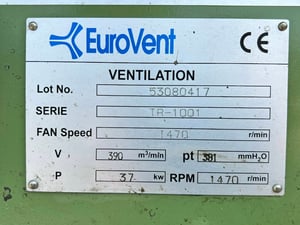 EuroVent CE
VENTILATION
Lot No. 53080417
SERIE TR-1001
FAN Speed 1470 r/min
V 390 m³/mln pt 381 mmH₂O
P 37 kw RPM 1470 r/min